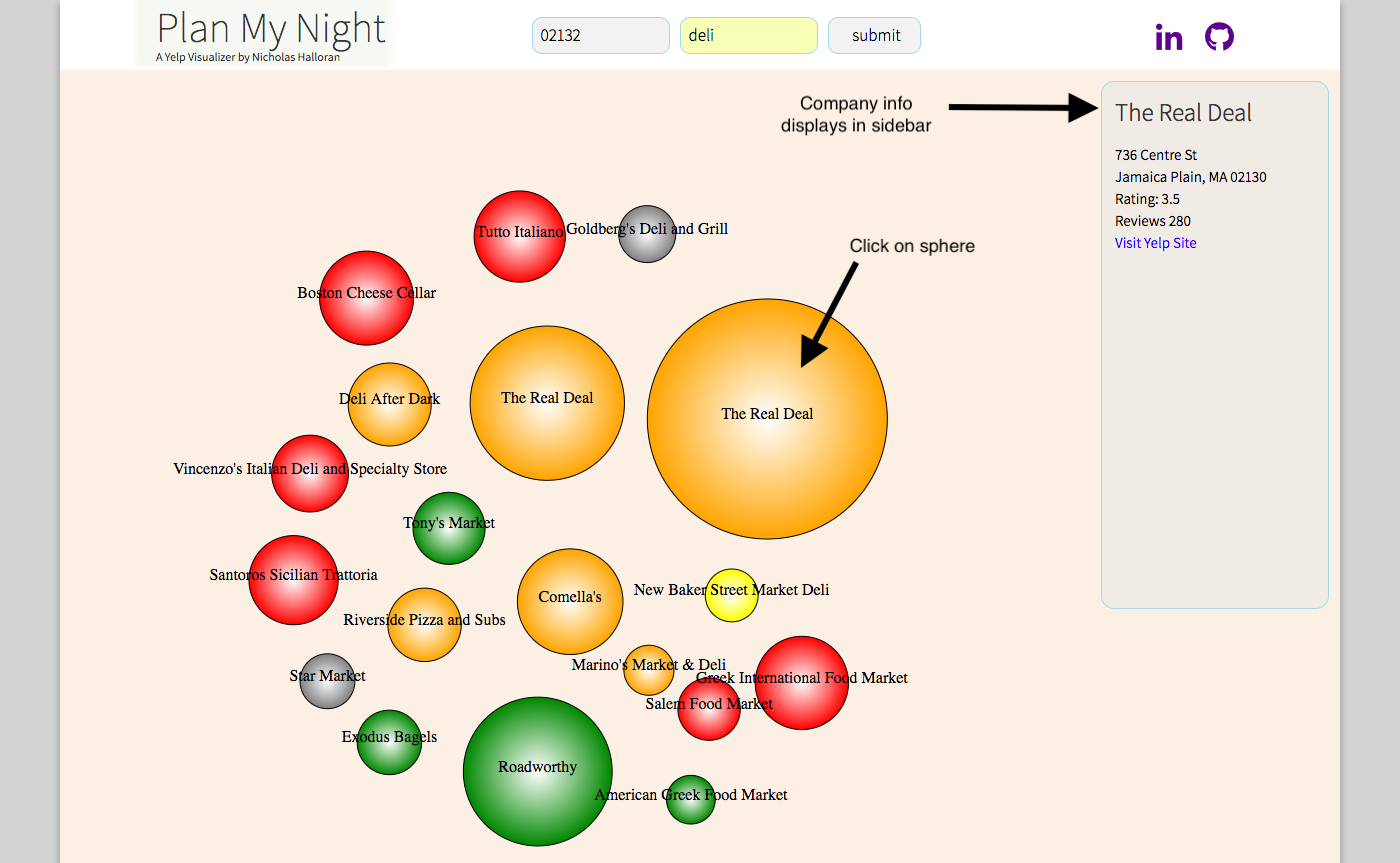 Plan My Night
A Yelp Visualizer by Nicholas Halloran
02132
deli
submit
in
Company info
displays in sidebar
The Real Deal
736 Centre St
Jamaica Plain, MA 02130
Rating: 3.5
Reviews 280
Visit Yelp Site
Click on sphere
Tutto Italiano
Goldberg's Deli and Grill
Boston Cheese Cellar
Deli After Dark
The Real Deal
The Real Deal
Vincenzo's Italian Deli and Specialty Store
Tony's Market
Santoros Sicilian Trattoria
Comella's
New Baker Street Market Deli
Riverside Pizza and Subs
Marino's Market & Deli
Star Market
Greek International Food Market
Salem Food Market
Exodus Bagels
Roadworthy
American Greek Food Market